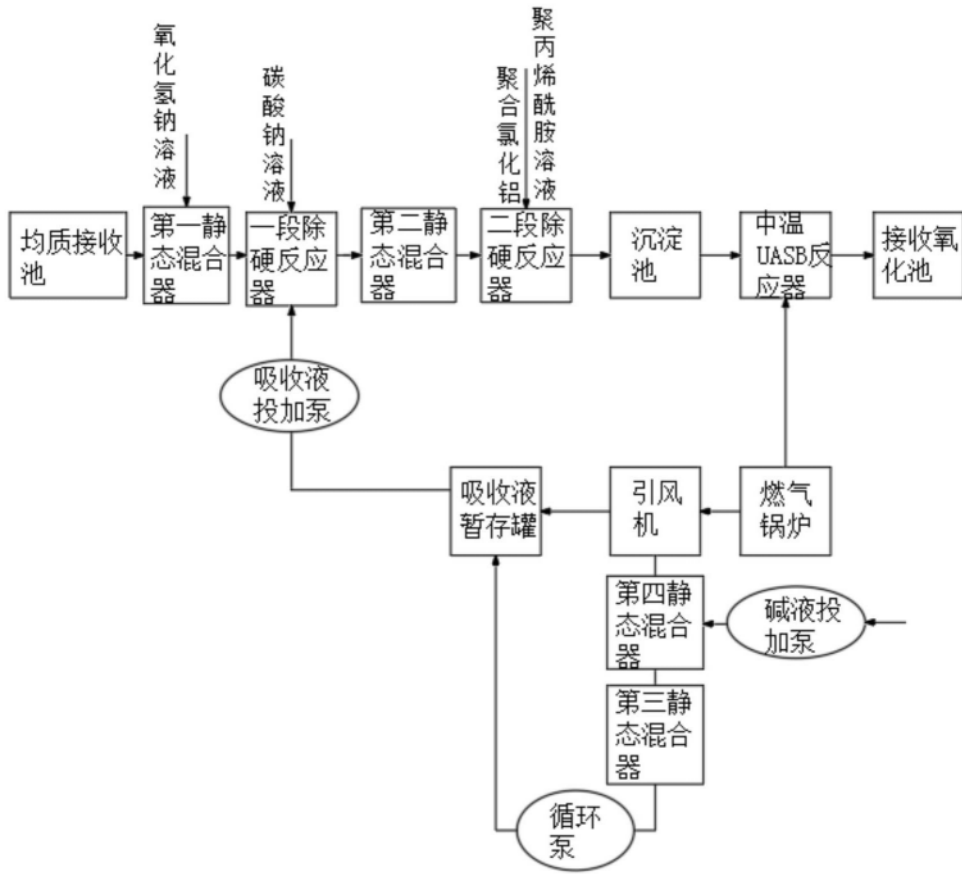 氧化氢钠溶液
碳酸钠溶液
聚合氯化铝
聚丙烯酰胺溶液
均质接收
池
第一静
态混合
器
一段除
硬反应
器
第二静
态混合
器
二段除
硬反应
器
沉淀
池
中温
UASB反
应器
接收氧
化池
吸收液
投加泵
吸收液
暂存罐
引风
机
燃气
锅炉
第四静
态混合
器
碱液投
加泵
第三静
态混合
器
循环
泵